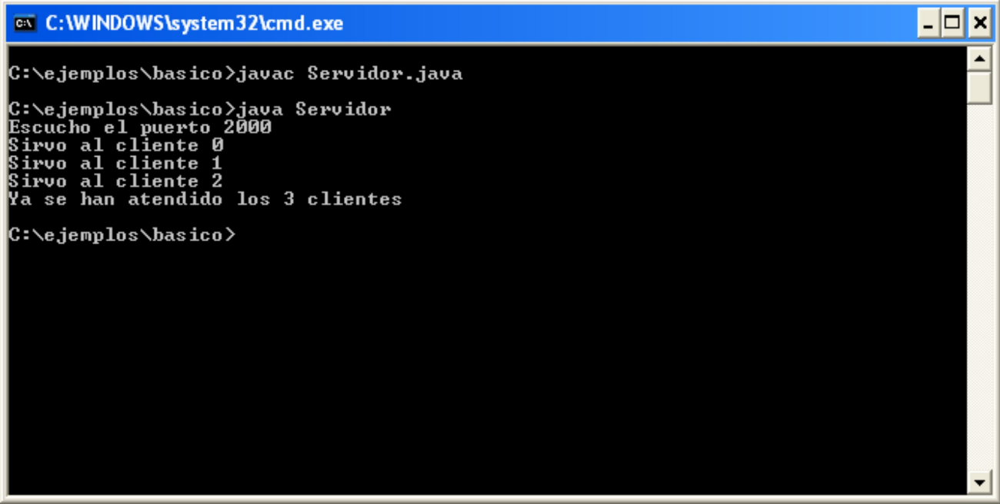 C:\WINDOWS\system32\cmd.exe
C:\ejemplos\basico>javac Servidor.java
C:\ejemplos\basico>java Servidor
Escucho el puerto 2000
Sirvo al cliente 0
Sirvo al cliente 1
Sirvo al cliente 2
Ya se han atendido los 3 clientes
C:\ejemplos\basico>